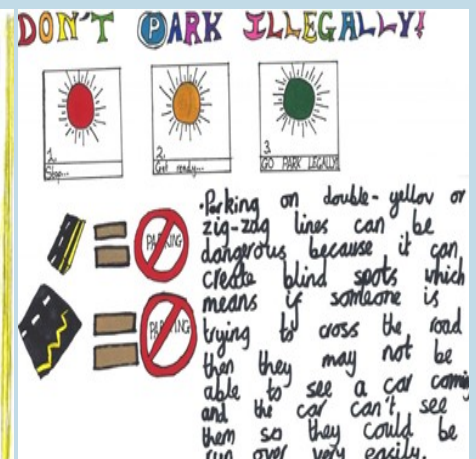 DON'T PARK ILLEGALLY!
1.
Stop...
2.
Get ready...
3.
GO PARK LEGALLY!
PARKING
PARKING
·Parking on double-yellow or
zig-zag lines can be
dangerous because it can
create blind spots which
means if someone is
trying to cross the road
then they may not be
able to see a car coming
and the car can't see
them so they could be
run over very easily.